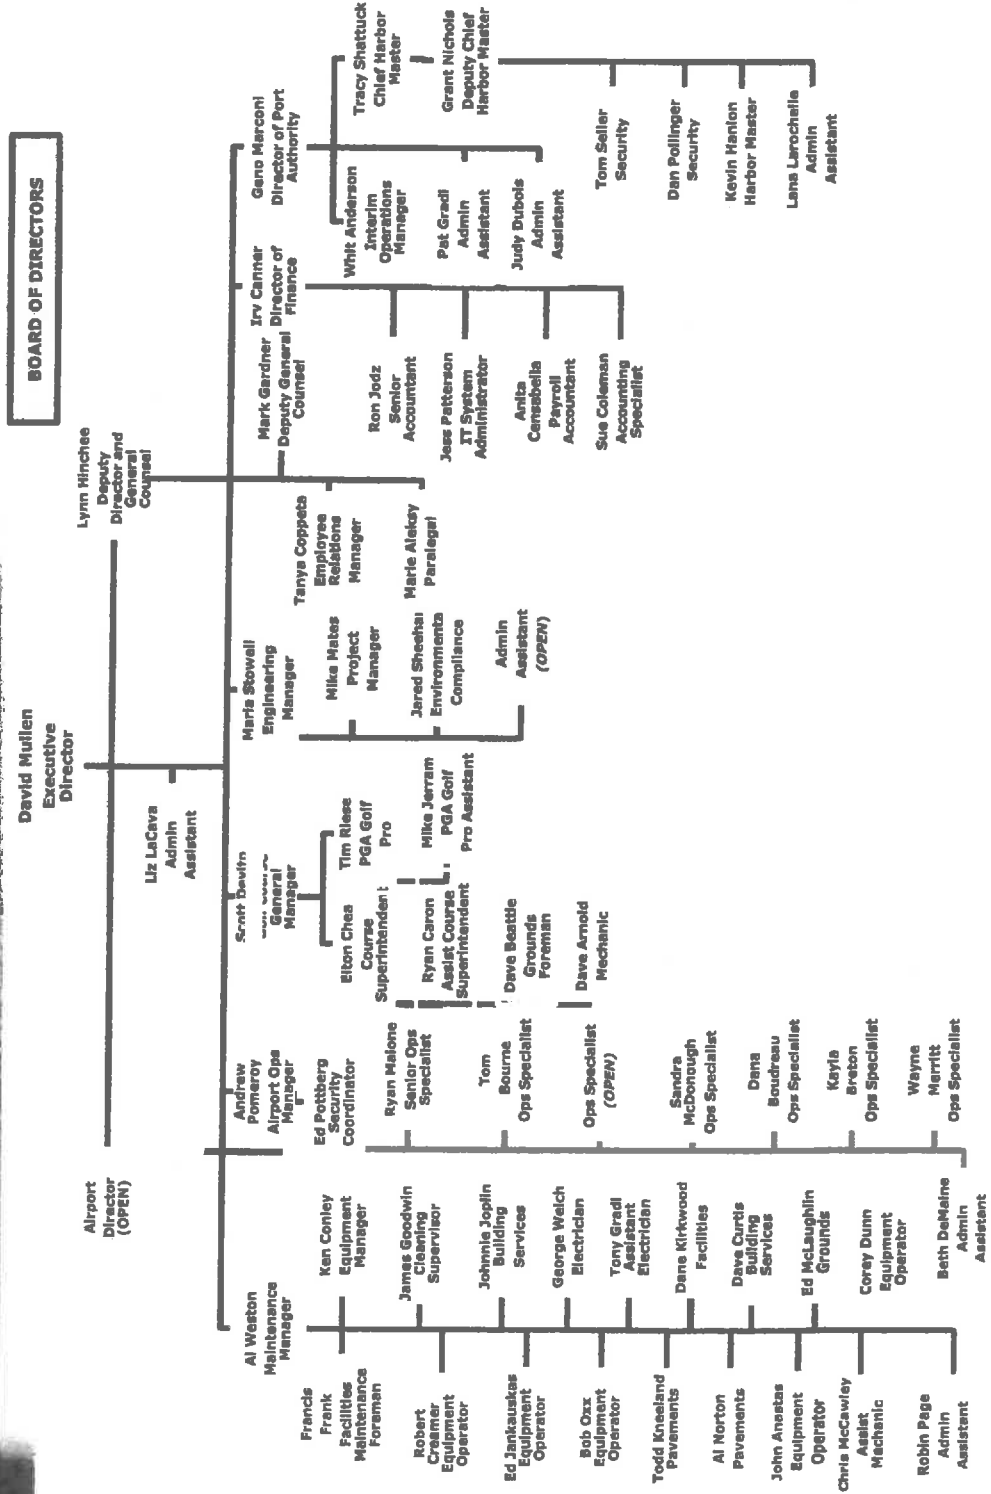 BOARD OF DIRECTORS
David Mullen
Executive
Director
Lynn Hinchee
Deputy
Director and
General
Counsel
Airport
Director
(OPEN)
Liz LaCava
Admin
Assistant
Al Weston
Maintenance
Manager
Francis
Frank
Facilities
Maintenance
Foreman
Robert
Creamer
Equipment
Operator
Ed Jankauskas
Equipment
Operator
Bob Oxx
Equipment
Operator
Todd Kneeland
Pavements
Al Norton
Pavements
John Anastas
Equipment
Operator
Chris McCawley
Assist
Mechanic
Robin Page
Admin
Assistant
Ken Conley
Equipment
Manager
James Goodwin
Cleaning
Supervisor
Johnnie Joplin
Building
Services
George Welch
Electrician
Tony Gradi
Assistant
Electrician
Dane Kirkwood
Facilities
Dave Curtis
Building
Services
Ed McLaughlin
Grounds
Corey Dunn
Equipment
Operator
Andrew
Pomeroy
Airport Ops
Manager
Ed Pottberg
Security
Coordinator
Ryan Malone
Senior Ops
Specialist
Tom
Bourne
Ops Specialist
Ops Specialist
(OPEN)
Sandra
McDonough
Ops Specialist
Dana
Boudreau
Ops Specialist
Kayla
Breton
Ops Specialist
Wayne
Merritt
Ops Specialist
Beth DeMaine
Admin
Assistant
Scott
General
Manager
Elton Chea
Course
Superintendent
Ryan Caron
Assist Course
Superintendent
Dave Beattie
Grounds
Foreman
Dave Arnold
Mechanic
Tim Riese
PGA Golf
Pro
Mike Jerram
PGA Golf
Pro Assistant
Maria Stowell
Engineering
Manager
Mike Mates
Project
Manager
Jared Sheehan
Environmenta
Compliance
Admin
Assistant
(OPEN)
Tanya Coppeta
Employee
Relations
Manager
Marie Aleksy
Paralegal
Mark Gardner
Deputy General
Counsel
Irv Canner
Director of
Finance
Ron Jodz
Senior
Accountant
Jess Patterson
IT System
Administrator
Anita
Censabella
Payroll
Accountant
Sue Coleman
Accounting
Specialist
Geno Marconi
Director of Port
Authority
Whit Anderson
Interim
Operations
Manager
Pat Gradi
Admin
Assistant
Judy Dubois
Admin
Assistant
Tracy Shattuck
Chief Harbor
Master
Grant Nichols
Deputy Chief
Harbor Master
Tom Seller
Security
Dan Pollinger
Security
Kevin Hanlon
Harbor Master
Lana Larochelle
Admin
Assistant